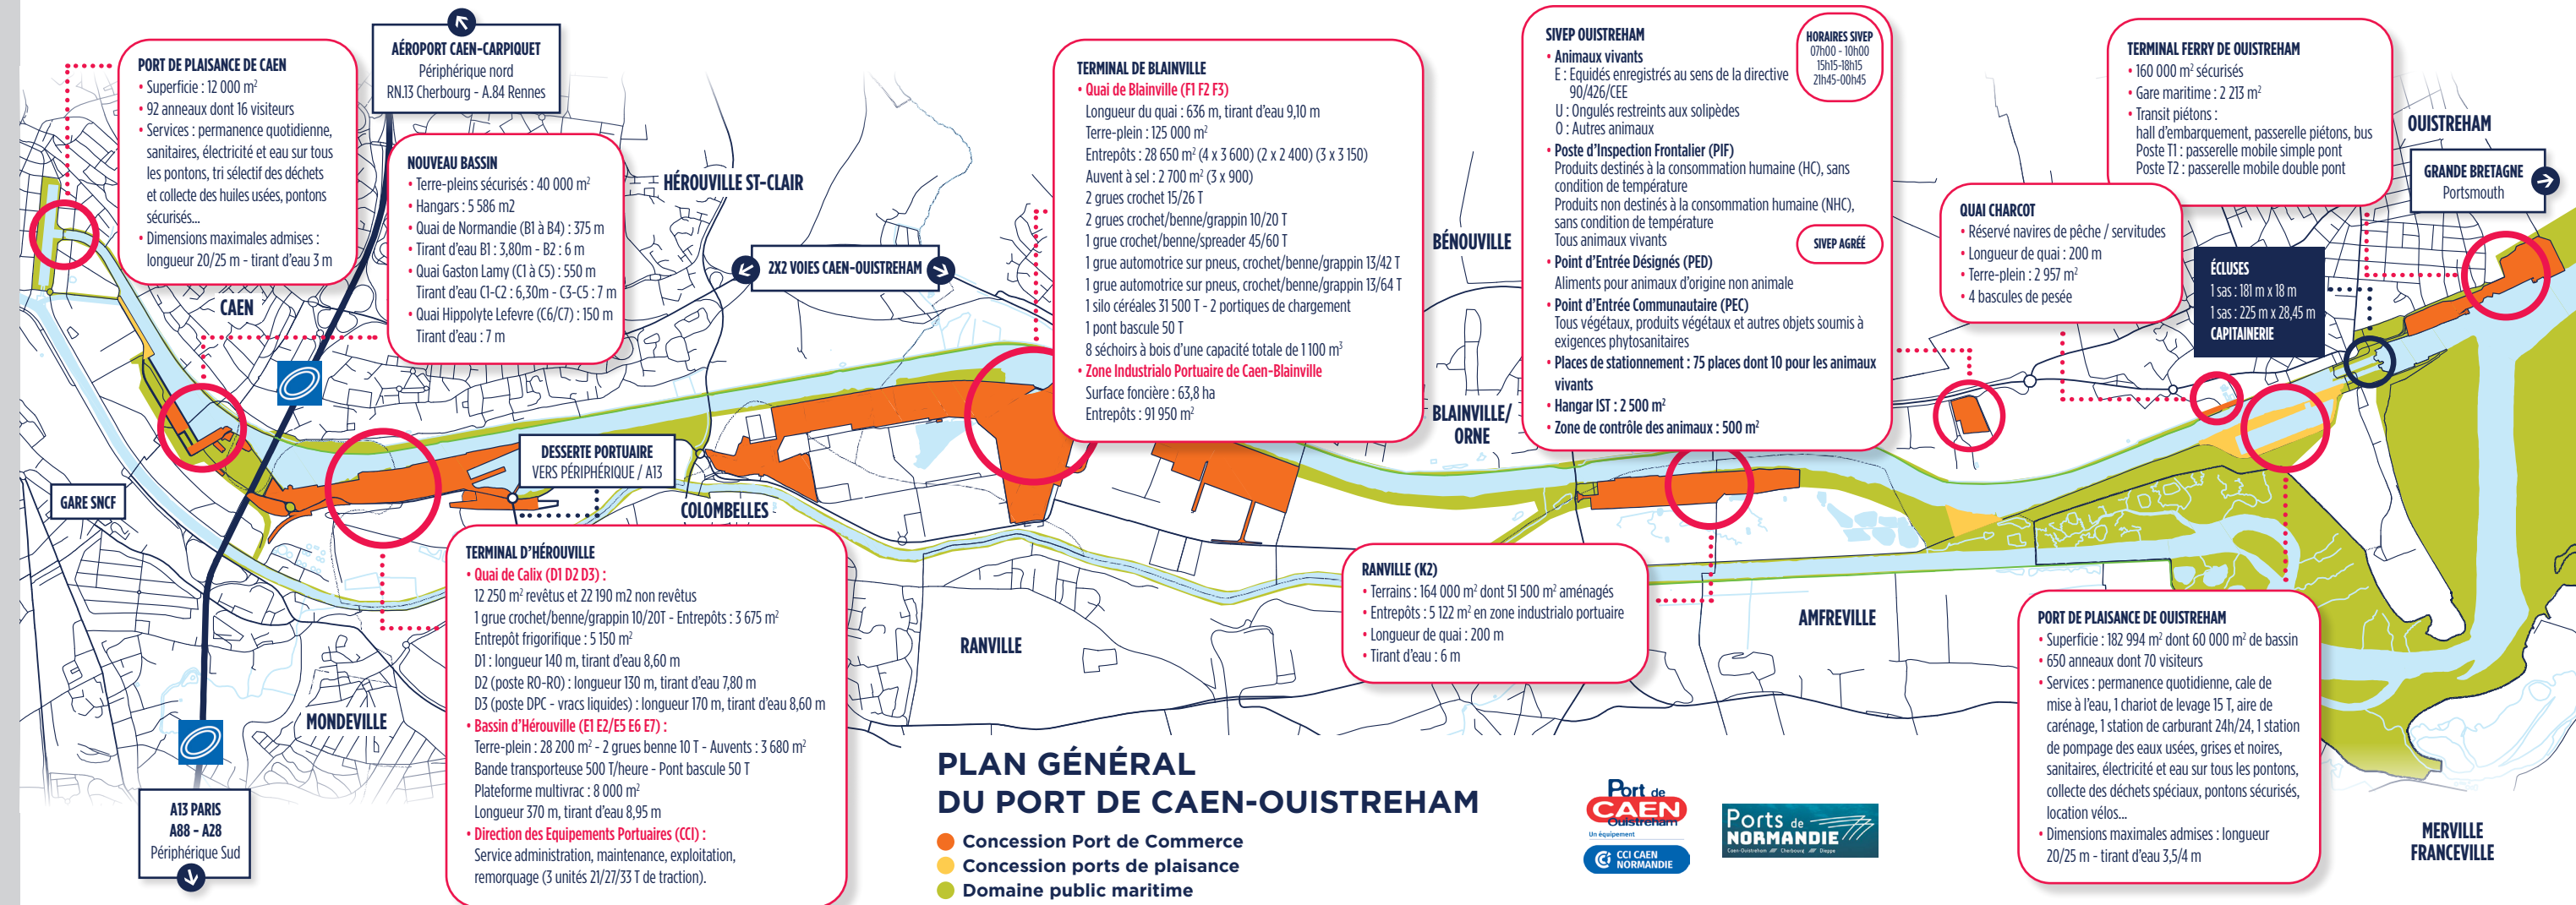 PORT DE PLAISANCE DE CAEN
• Superficie : 12 000 m²
• 92 anneaux dont 16 visiteurs
• Services : permanence quotidienne,
sanitaires, électricité et eau sur tous
les pontons, tri sélectif des déchets
et collecte des huiles usées, pontons
sécurisés...
• Dimensions maximales admises :
longueur 20/25 m - tirant d'eau 3 m
AÉROPORT CAEN-CARPIQUET
Périphérique nord
RN.13 Cherbourg - A.84 Rennes
NOUVEAU BASSIN
• Terre-pleins sécurisés : 40 000 m²
• Hangars : 5 586 m2
• Quai de Normandie (B1 à B4) : 375 m
• Tirant d'eau B1 : 3,80m - B2 : 6 m
• Quai Gaston Lamy (C1 à C5) : 550 m
Tirant d'eau C1-C2 : 6,30m - C3-C5 : 7 m
• Quai Hippolyte Lefevre (C6/C7) : 150 m
Tirant d'eau : 7 m
CAEN
HÉROUVILLE ST-CLAIR
2X2 VOIES CAEN-OUISTREHAM
TERMINAL DE BLAINVILLE
• Quai de Blainville (F1 F2 F3)
Longueur du quai : 636 m, tirant d'eau 9,10 m
Terre-plein : 125 000 m²
Entrepôts : 28 650 m² (4 x 3 600) (2 x 2 400) (3 x 3 150)
Auvent à sel : 2 700 m² (3 x 900)
2 grues crochet 15/26 T
2 grues crochet/benne/grappin 10/20 T
1 grue crochet/benne/spreader 45/60 T
1 grue automotrice sur pneus, crochet/benne/grappin 13/42 T
1 grue automotrice sur pneus, crochet/benne/grappin 13/64 T
1 silo céréales 31 500 T - 2 portiques de chargement
1 pont bascule 50 T
8 séchoirs à bois d'une capacité totale de 1 100 m³
• Zone Industrialo Portuaire de Caen-Blainville
Surface foncière : 63,8 ha
Entrepôts : 91 950 m²
BÉNOUVILLE
BLAINVILLE/
ORNE
SIVEP OUISTREHAM
• Animaux vivants
E : Equidés enregistrés au sens de la directive
90/426/CEE
U : Ongulés restreints aux solipèdes
O : Autres animaux
• Poste d'Inspection Frontalier (PIF)
Produits destinés à la consommation humaine (HC), sans
condition de température
Produits non destinés à la consommation humaine (NHC),
sans condition de température
Tous animaux vivants
• Point d'Entrée Désignés (PED)
Aliments pour animaux d'origine non animale
• Point d'Entrée Communautaire (PEC)
Tous végétaux, produits végétaux et autres objets soumis à
exigences phytosanitaires
• Places de stationnement : 75 places dont 10 pour les animaux
vivants
• Hangar IST : 2 500 m²
• Zone de contrôle des animaux : 500 m²
HORAIRES SIVEP
07h00 - 10h00
15h15-18h15
21h45-00h45
SIVEP AGRÉÉ
TERMINAL FERRY DE OUISTREHAM
• 160 000 m² sécurisés
• Gare maritime : 2 213 m²
• Transit piétons :
hall d'embarquement, passerelle piétons, bus
Poste T1 : passerelle mobile simple pont
Poste T2 : passerelle mobile double pont
OUISTREHAM
GRANDE BRETAGNE
Portsmouth
QUAI CHARCOT
• Réservé navires de pêche / servitudes
• Longueur de quai : 200 m
• Terre-plein : 2 957 m²
• 4 bascules de pesée
ÉCLUSES
1 sas : 181 m x 18 m
1 sas : 225 m x 28,45 m
CAPITAINERIE
GARE SNCF
DESSERTE PORTUAIRE
VERS PÉRIPHÉRIQUE / A13
COLOMBELLES
MONDEVILLE
A13 PARIS
A88 - A28
Périphérique Sud
TERMINAL D'HÉROUVILLE
• Quai de Calix (D1 D2 D3) :
12 250 m² revêtus et 22 190 m2 non revêtus
1 grue crochet/benne/grappin 10/20T - Entrepôts : 3 675 m²
Entrepôt frigorifique : 5 150 m²
D1 : longueur 140 m, tirant d'eau 8,60 m
D2 (poste RO-RO) : longueur 130 m, tirant d'eau 7,80 m
D3 (poste DPC - vracs liquides) : longueur 170 m, tirant d'eau 8,60 m
• Bassin d'Hérouville (E1 E2/E5 E6 E7) :
Terre-plein : 28 200 m² - 2 grues benne 10 T - Auvents : 3 680 m²
Bande transporteuse 500 T/heure - Pont bascule 50 T
Plateforme multivrac : 8 000 m²
Longueur 370 m, tirant d'eau 8,95 m
• Direction des Equipements Portuaires (CCI) :
Service administration, maintenance, exploitation,
remorquage (3 unités 21/27/33 T de traction).
RANVILLE
RANVILLE (K2)
• Terrains : 164 000 m² dont 51 500 m² aménagés
• Entrepôts : 5 122 m² en zone industrialo portuaire
• Longueur de quai : 200 m
• Tirant d'eau : 6 m
AMFREVILLE
PORT DE PLAISANCE DE OUISTREHAM
• Superficie : 182 994 m² dont 60 000 m² de bassin
• 650 anneaux dont 70 visiteurs
• Services : permanence quotidienne, cale de
mise à l'eau, 1 chariot de levage 15 T, aire de
carénage, 1 station de carburant 24h/24, 1 station
de pompage des eaux usées, grises et noires,
sanitaires, électricité et eau sur tous les pontons,
collecte des déchets spéciaux, pontons sécurisés,
location vélos...
• Dimensions maximales admises : longueur
20/25 m - tirant d'eau 3,5/4 m
MERVILLE
FRANCEVILLE
PLAN GÉNÉRAL
DU PORT DE CAEN-OUISTREHAM
Concession Port de Commerce
Concession ports de plaisance
Domaine public maritime
Port de
CAEN
Ouistreham
Un équipement
CCI CAEN
NORMANDIE
Ports de
NORMANDIE
Caen-Ouistreham Cherbourg Dieppe